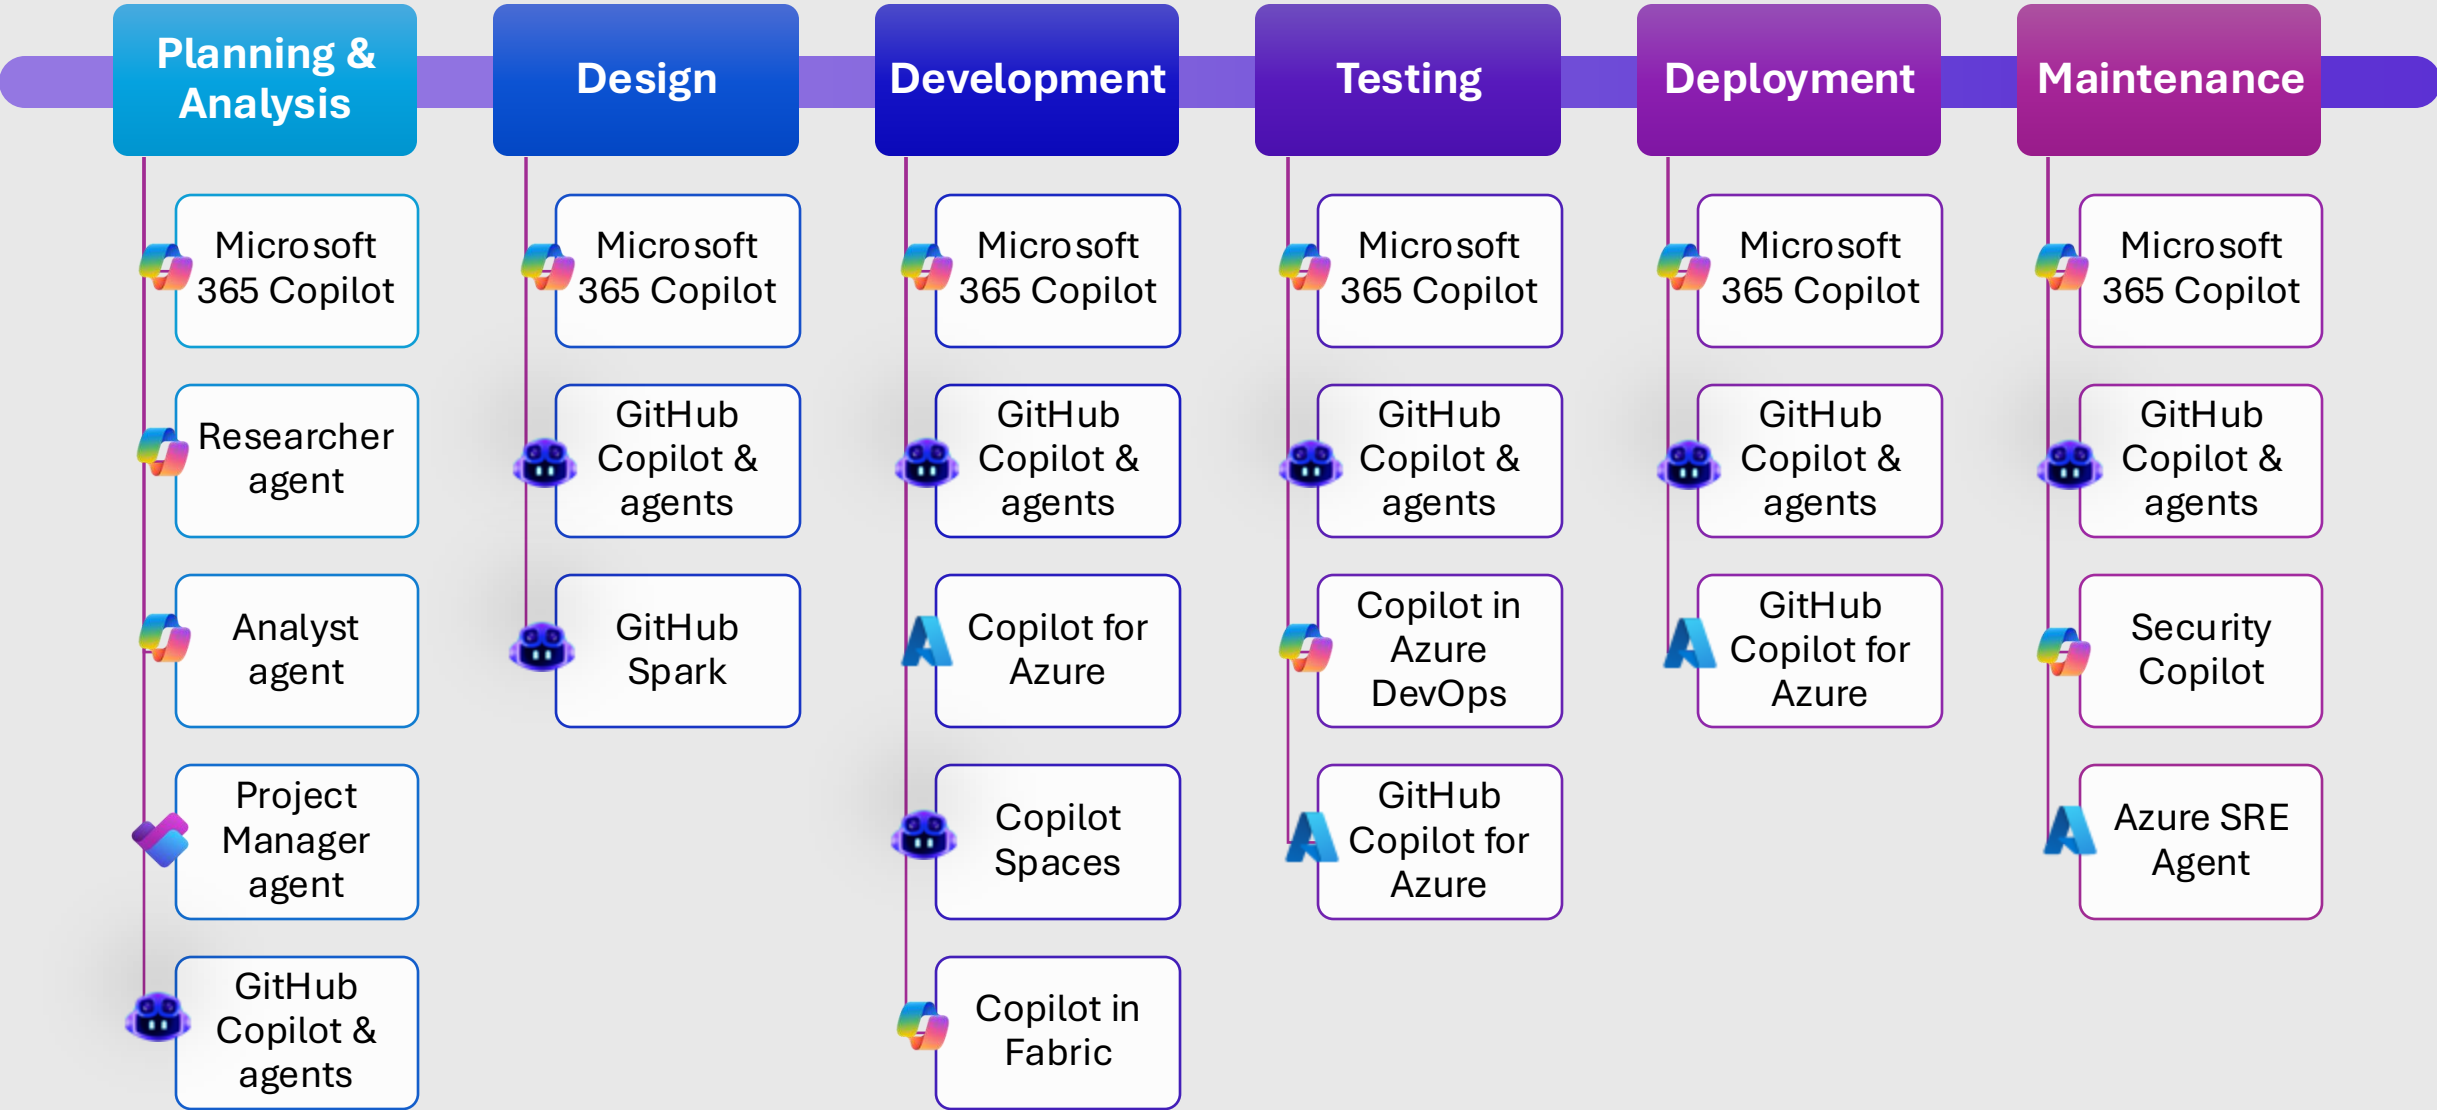 Planning &
Analysis
Microsoft
365 Copilot
Researcher
agent
Analyst
agent
Project
Manager
agent
GitHub
Copilot &
agents
Design
Microsoft
365 Copilot
GitHub
Copilot &
agents
GitHub
Spark
Development
Microsoft
365 Copilot
GitHub
Copilot &
agents
Copilot for
Azure
Copilot
Spaces
Copilot in
Fabric
Testing
Microsoft
365 Copilot
GitHub
Copilot &
agents
Copilot in
Azure
DevOps
GitHub
Copilot for
Azure
Deployment
Microsoft
365 Copilot
GitHub
Copilot &
agents
GitHub
Copilot for
Azure
Maintenance
Microsoft
365 Copilot
GitHub
Copilot &
agents
Security
Copilot
Azure SRE
Agent